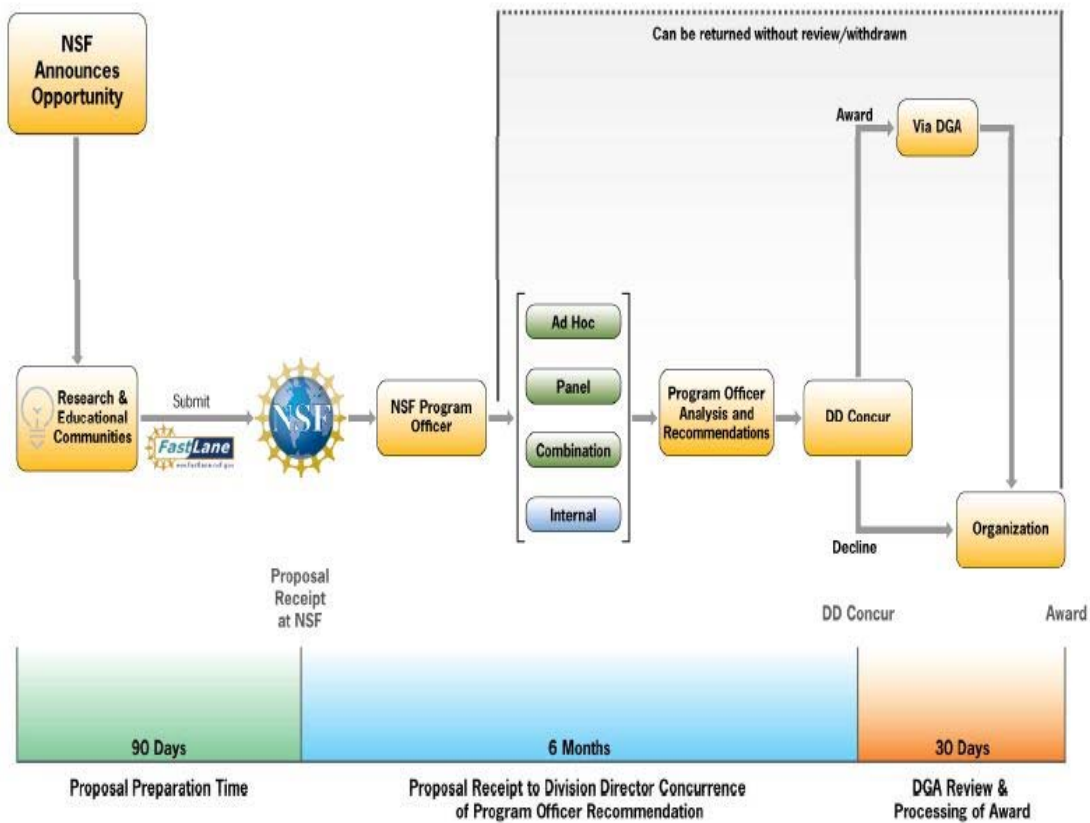 NSF
Announces
Opportunity
Can be returned without review/withdrawn
Award
Via DGA
Research &
Educational
Communities
Submit
FastLane
NSF
NSF Program
Officer
Ad Hoc
Panel
Combination
Internal
Program Officer
Analysis and
Recommendations
DD Concur
Decline
Organization
Proposal
Receipt
at NSF
DD Concur
Award
90 Days
6 Months
30 Days
Proposal Preparation Time
Proposal Receipt to Division Director Concurrence
of Program Officer Recommendation
DGA Review &
Processing of Award